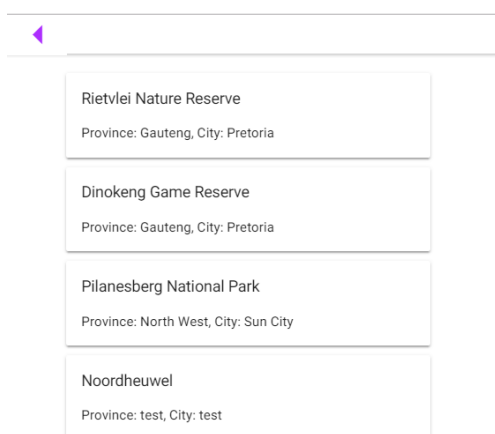 Rietvlei Nature Reserve
Province: Gauteng, City: Pretoria
Dinokeng Game Reserve
Province: Gauteng, City: Pretoria
Pilanesberg National Park
Province: North West, City: Sun City
Noordheuwel
Province: test, City: test